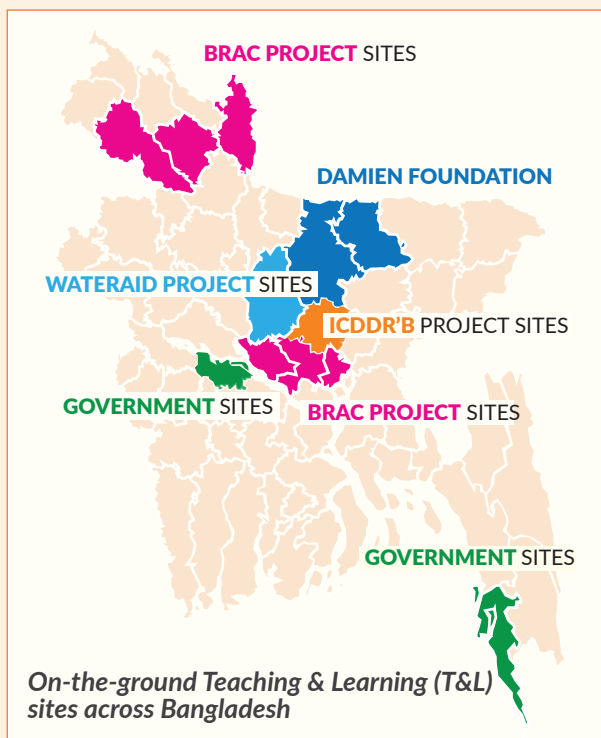 BRAC PROJECT SITES
DAMIEN FOUNDATION
WATERAID PROJECT SITES
ICDDR'B PROJECT SITES
GOVERNMENT SITES
BRAC PROJECT SITES
GOVERNMENT SITES
On-the-ground Teaching & Learning (T&L)
sites across Bangladesh